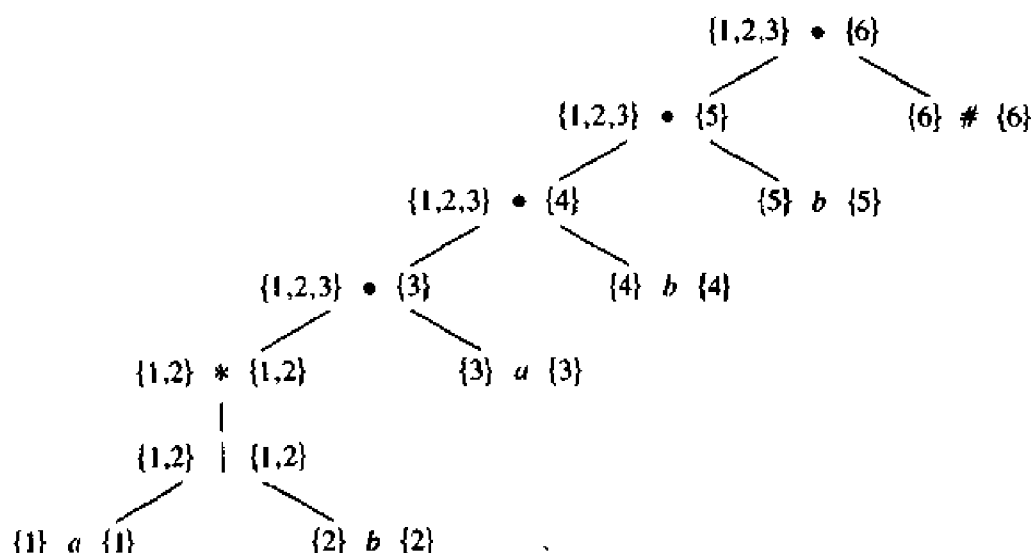 {1,2,3} • {6}
{1,2,3} • {5} {6} # {6}
{1,2,3} • {4} {5} b {5}
{1,2,3} • {3} {4} b {4}
{1,2} * {1,2} {3} a {3}
{1,2} | {1,2}
{1} a {1} {2} b {2}